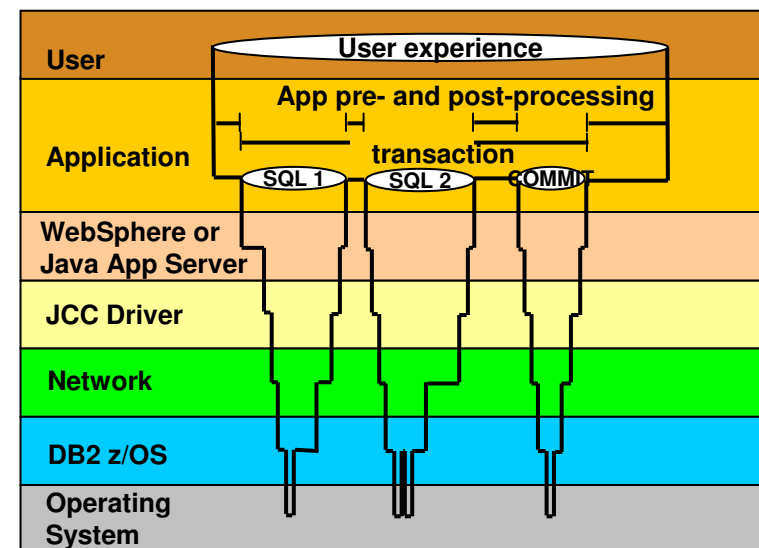 User experience
User
App pre- and post-processing
Application
transaction
SQL 1
SQL 2
COMMIT
WebSphere or
Java App Server
JCC Driver
Network
DB2 z/OS
Operating
System